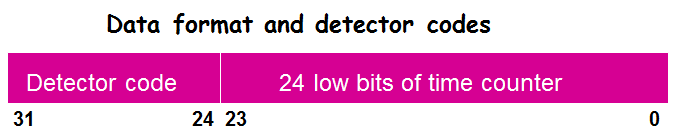 Data format and detector codes
Detector code 24 low bits of time counter
31 24 23 0